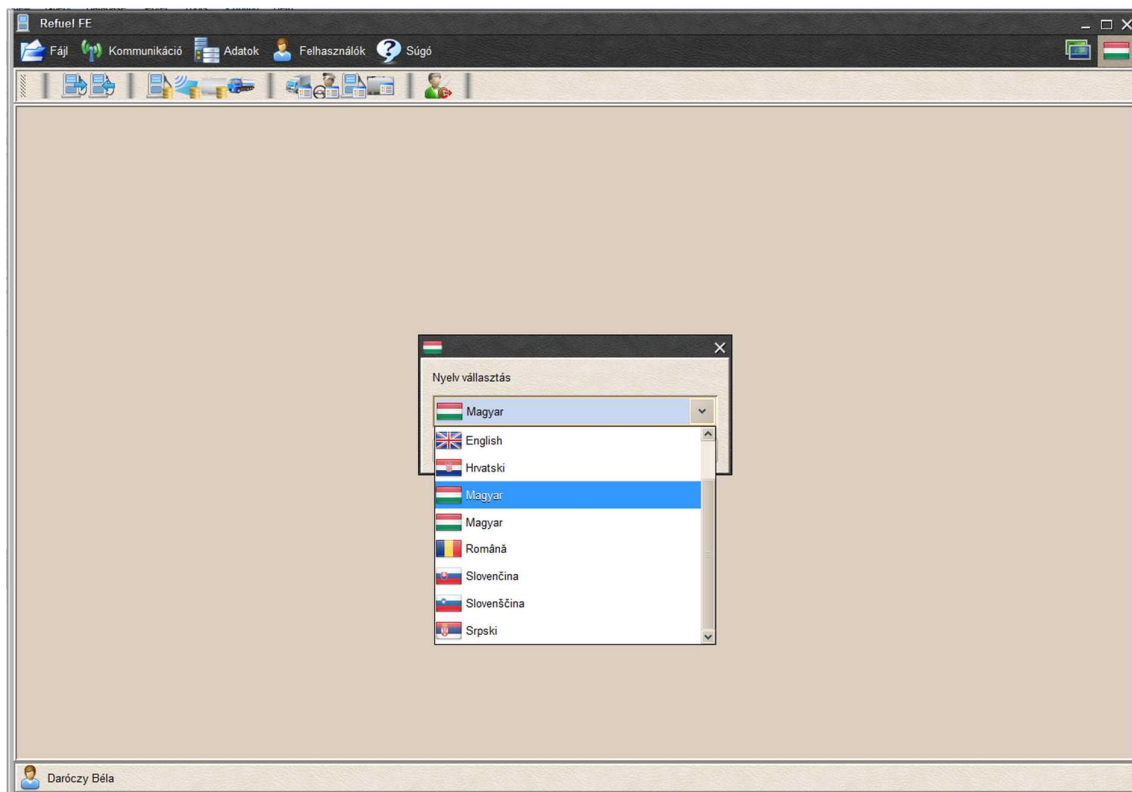 Refuel FE
Fájl Kommunikáció Adatok Felhasználók Súgó
Nyelv vállasztás
Magyar
English
Hrvatski
Magyar
Magyar
Română
Slovenčina
Slovenščina
Srpski
Daróczy Béla